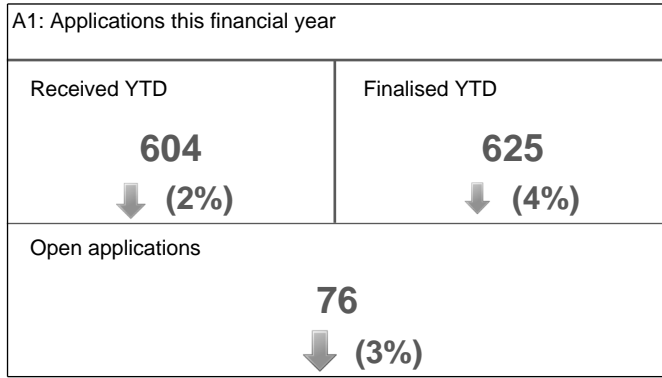 A1: Applications this financial year
Received YTD
604
(2%)
Finalised YTD
625
(4%)
Open applications
76
(3%)